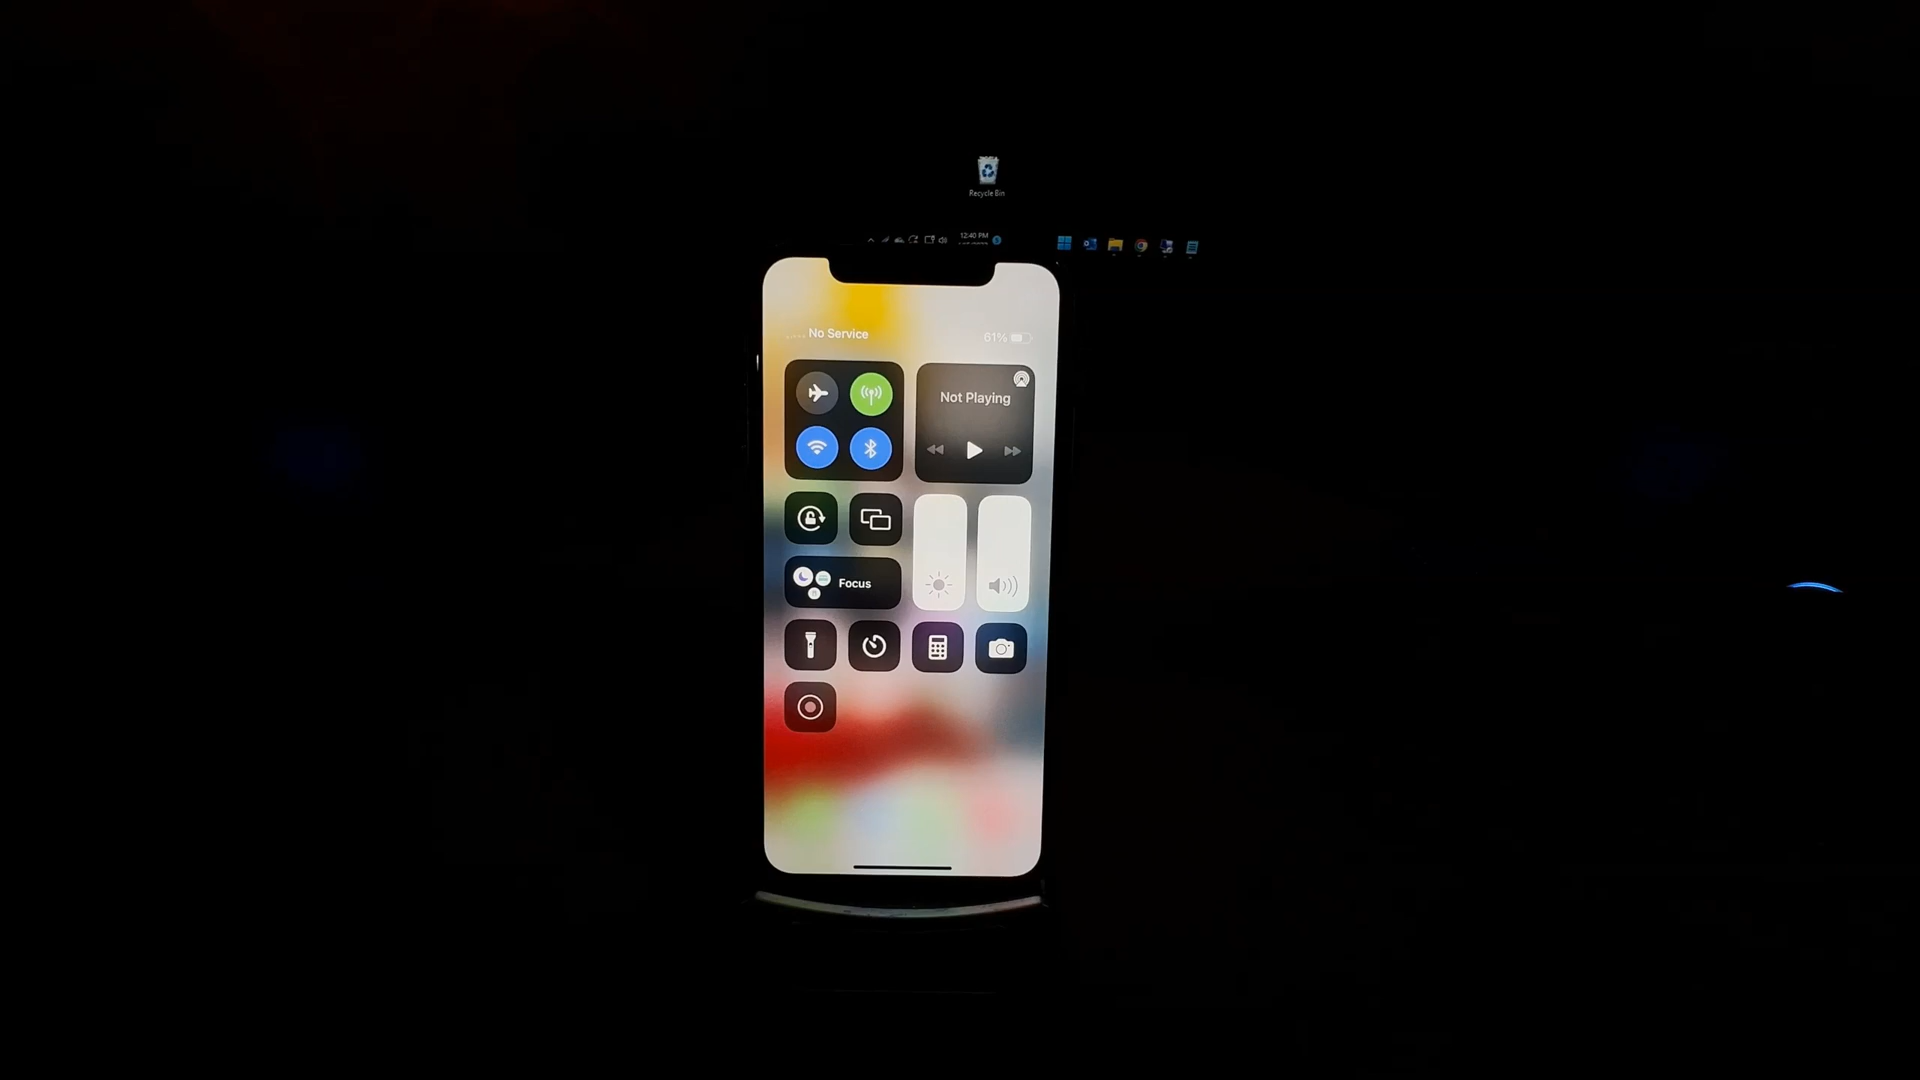 Recycle Bin
12:40 PM
No Service
61%
Not Playing
Focus